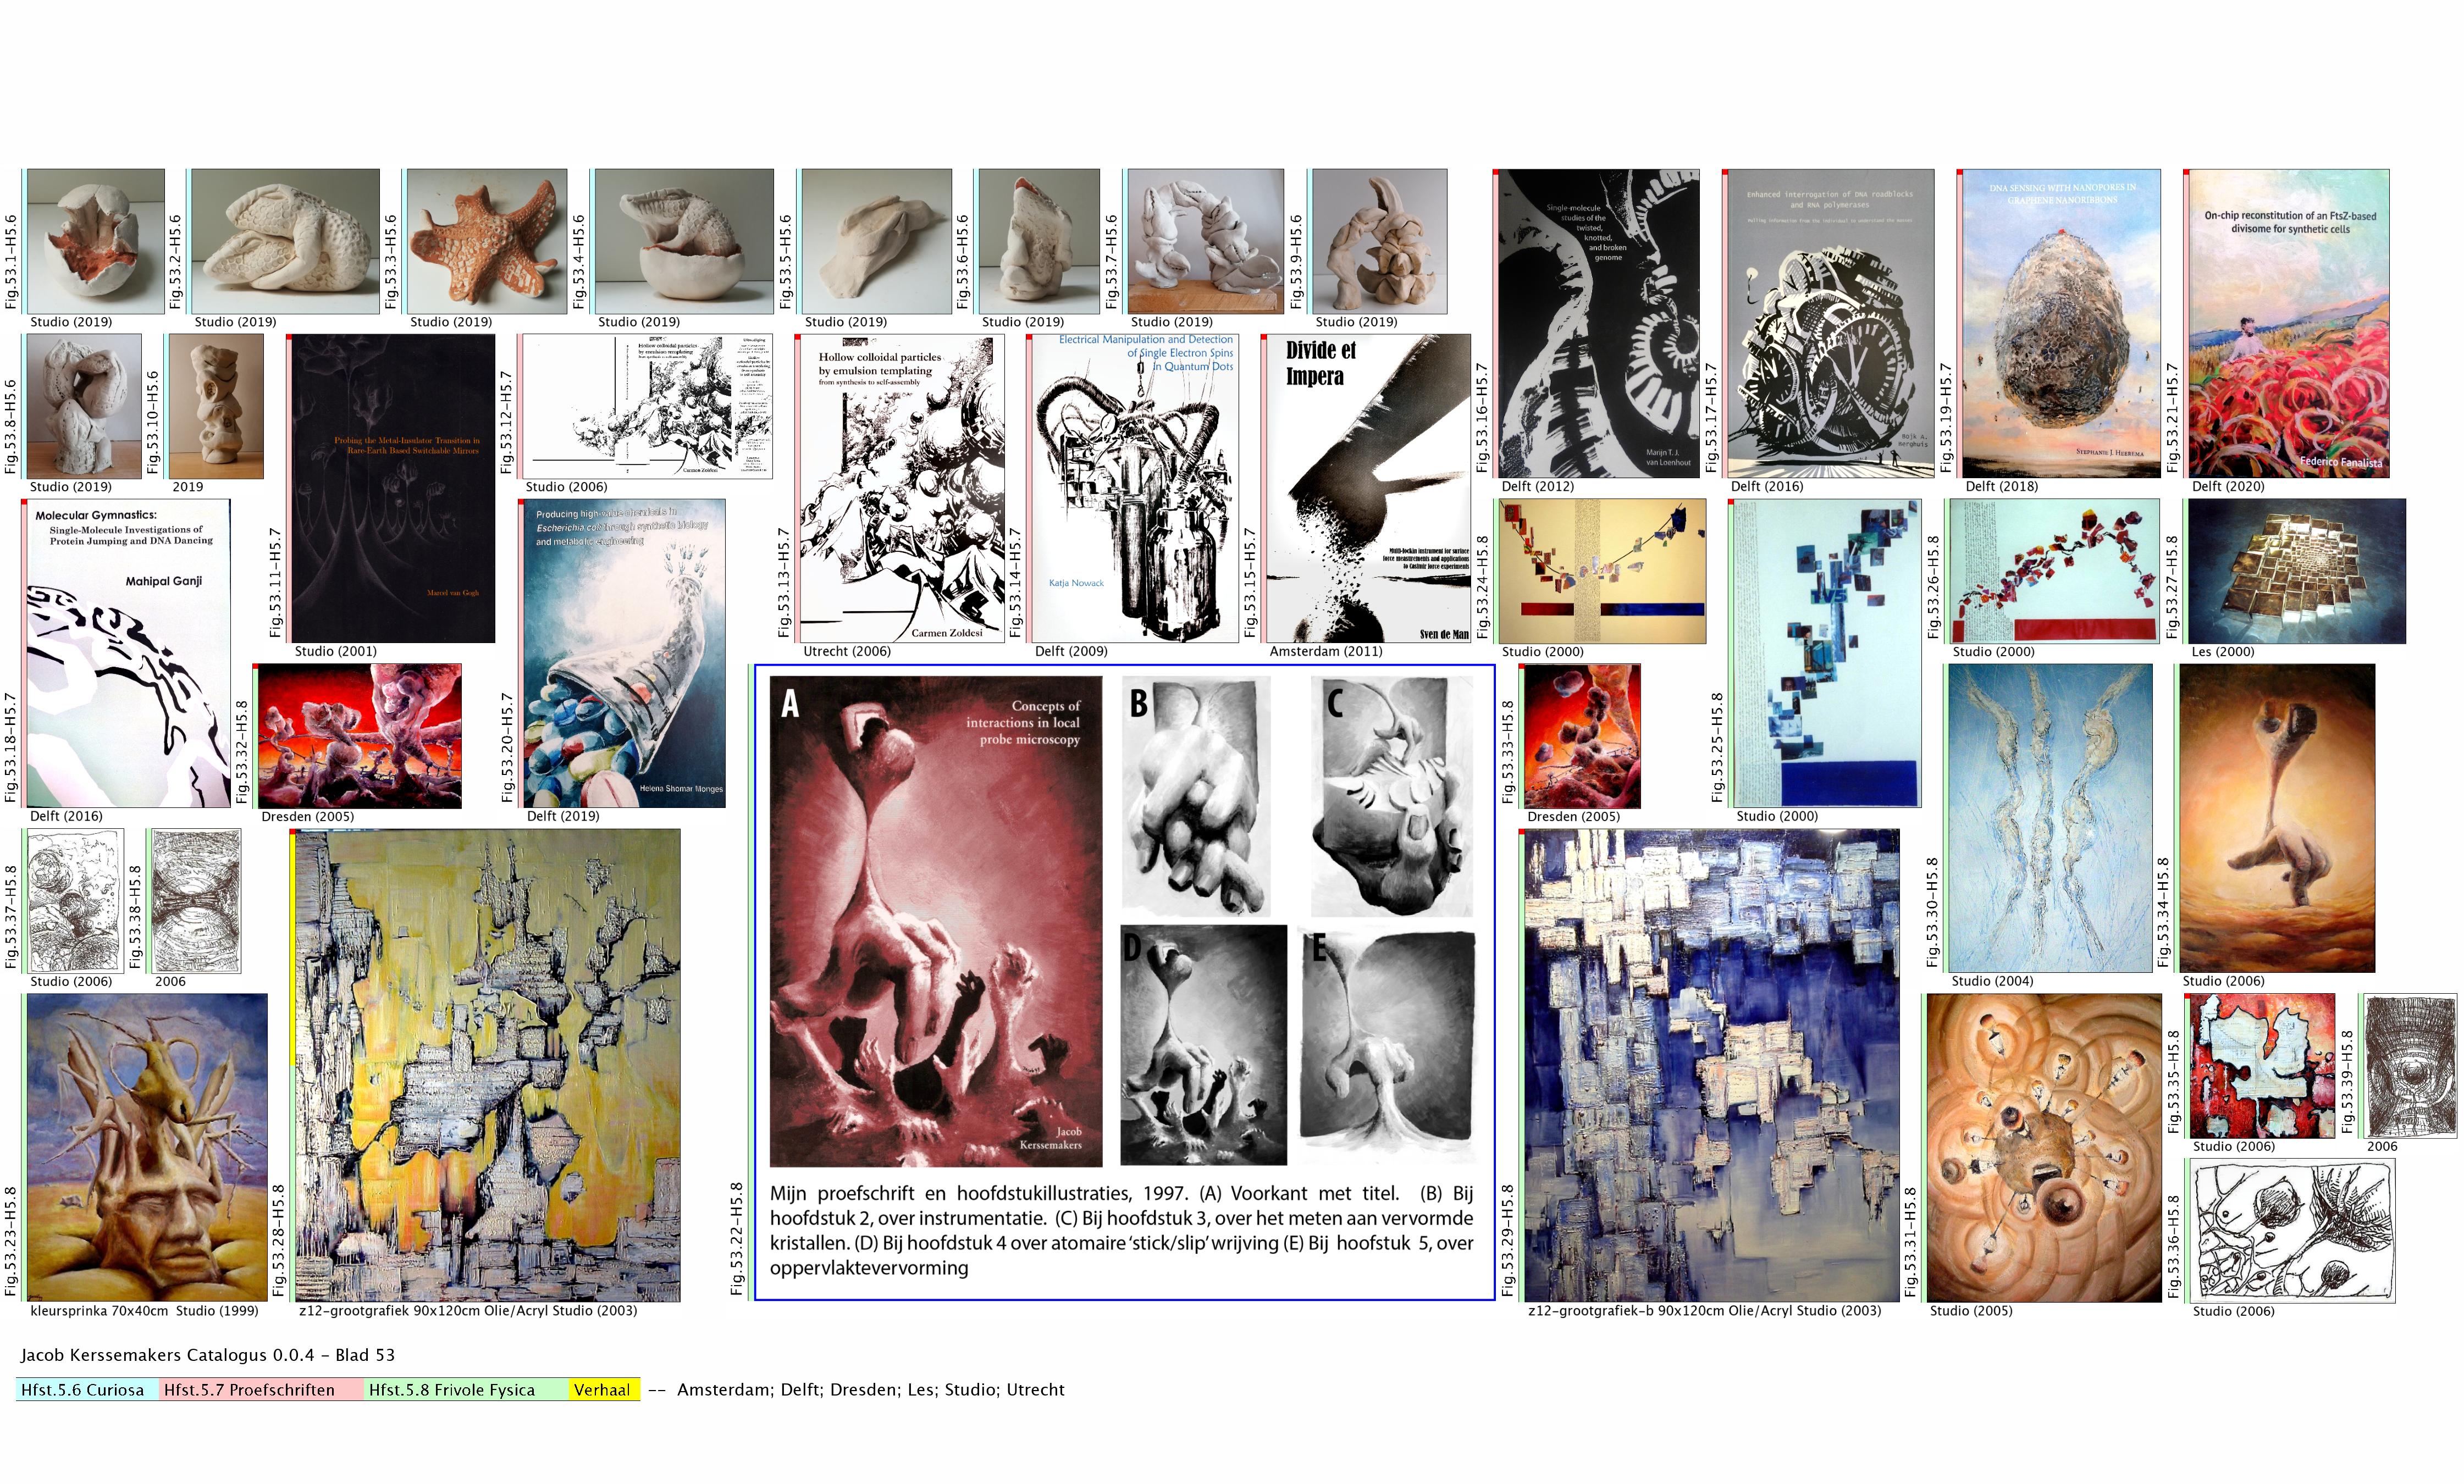 Fig.53.1-H5.6
Studio (2019)
Fig.53.2-H5.6
Studio (2019)
Fig.53.3-H5.6
Studio (2019)
Fig.53.4-H5.6
Studio (2019)
Fig.53.5-H5.6
Studio (2019)
Fig.53.6-H5.6
Studio (2019)
Fig.53.7-H5.6
Studio (2019)
Fig.53.9-H5.6
Studio (2019)
Fig.53.16-H5.7
Single-molecule
studies of the
twisted,
knotted,
and broken
genome
Marijn T. J.
van Loenhout
Delft (2012)
Fig.53.17-H5.7
Enhanced interrogation of DNA roadblocks
and RNA polymerases
Pulling information from the individual to understand the masses
Bojk A.
Berghuis
Delft (2016)
Fig.53.19-H5.7
DNA SENSING WITH NANOPORES IN
GRAPHENE NANORIBBONS
STEPHANIE J. HEEREMA
Delft (2018)
Fig.53.21-H5.7
On-chip reconstitution of an FtsZ-based
divisome for synthetic cells
Federico Fanalista
Delft (2020)
Fig.53.8-H5.6
Studio (2019)
Fig.53.10-H5.6
2019
Fig.53.11-H5.7
Probing the Metal-Insulator Transition in
Rare-Earth Based Switchable Mirrors
Marcel van Gogh
Studio (2001)
Fig.53.12-H5.7
Hollow colloidal particles
by emulsion templating
from synthesis to self-assembly
Carmen Zoldesi
Studio (2006)
Fig.53.13-H5.7
Hollow colloidal particles
by emulsion templating
from synthesis to self-assembly
Carmen Zoldesi
Utrecht (2006)
Fig.53.14-H5.7
Electrical Manipulation and Detection
of Single Electron Spins
In Quantum Dots
Katja Nowack
Delft (2009)
Fig.53.15-H5.7
Divide et
Impera
Multi-lockin instrument for surface
force measurements and applications
to Casimir force experiments
Sven de Man
Amsterdam (2011)
Fig.53.18-H5.7
Molecular Gymnastics:
Single-Molecule Investigations of
Protein Jumping and DNA Dancing
Mahipal Ganji
Delft (2016)
Fig.53.32-H5.8
Dresden (2005)
Fig.53.20-H5.7
Producing high-value chemicals in
Escherichia coli through synthetic biology
and metabolic engineering
Helena Shomar Monges
Delft (2019)
Fig.53.24-H5.8
Studio (2000)
Fig.53.25-H5.8
Studio (2000)
Fig.53.26-H5.8
Studio (2000)
Fig.53.27-H5.8
Les (2000)
Fig.53.33-H5.8
Dresden (2005)
Fig.53.30-H5.8
Studio (2004)
Fig.53.34-H5.8
Studio (2006)
Fig.53.37-H5.8
Studio (2006)
Fig.53.38-H5.8
2006
Fig.53.23-H5.8
kleursprinka 70x40cm Studio (1999)
Fig.53.28-H5.8
z12-grootgrafiek 90x120cm Olie/Acryl Studio (2003)
Fig.53.22-H5.8
A
Concepts of
interactions in local
probe microscopy
Jacob
Kerssemakers
B
C
D
E
Mijn proefschrift en hoofdstukillustraties, 1997. (A) Voorkant met titel. (B) Bij
hoofdstuk 2, over instrumentatie. (C) Bij hoofdstuk 3, over het meten aan vervormde
kristallen. (D) Bij hoofdstuk 4 over atomaire ‘stick/slip’ wrijving (E) Bij hoofstuk 5, over
oppervlaktevervorming
Fig.53.29-H5.8
z12-grootgrafiek-b 90x120cm Olie/Acryl Studio (2003)
Fig.53.31-H5.8
Studio (2005)
Fig.53.35-H5.8
Studio (2006)
Fig.53.39-H5.8
2006
Fig.53.36-H5.8
Studio (2006)
Jacob Kerssemakers Catalogus 0.0.4 - Blad 53
Hfst.5.6 Curiosa Hfst.5.7 Proefschriften Hfst.5.8 Frivole Fysica Verhaal -- Amsterdam; Delft; Dresden; Les; Studio; Utrecht